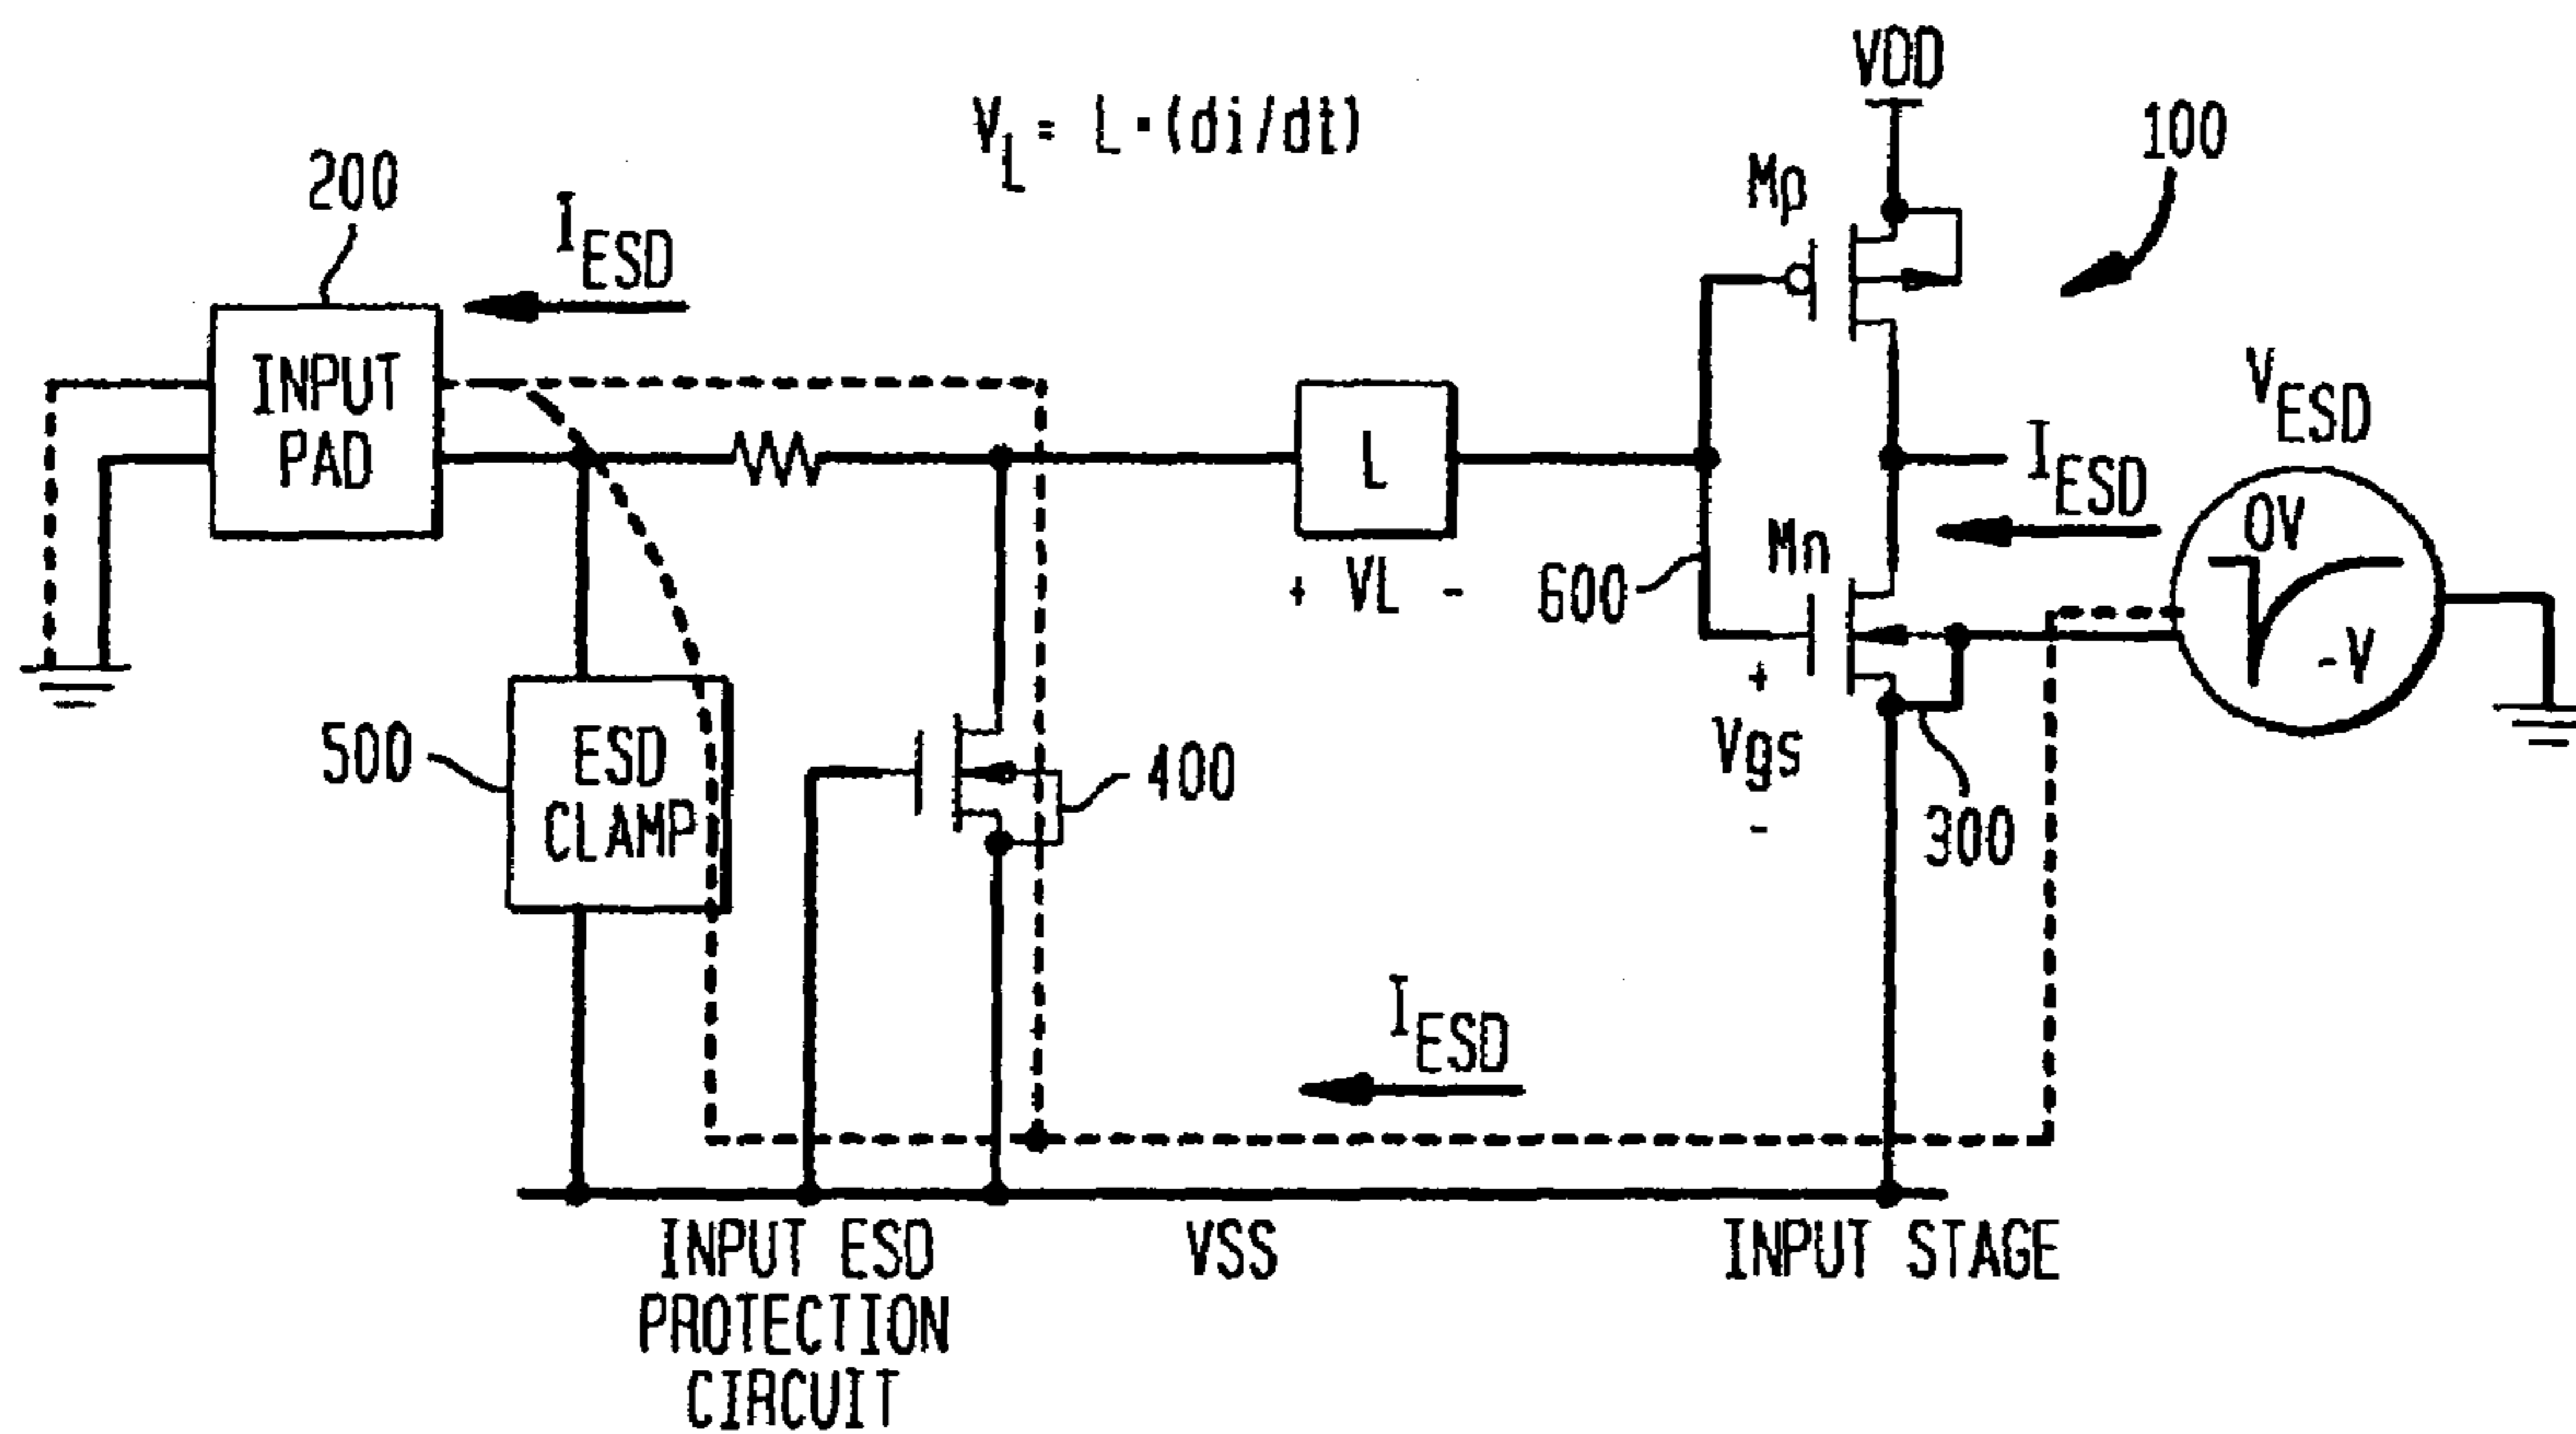 VDD
V_L = L·(di/dt)
100
200
Mp
I_ESD
INPUT
PAD
V_ESD
L
I_ESD
0V
-V
Mn
+ VL -
600
+
Vgs
-
300
500
ESD
CLAMP
400
I_ESD
INPUT ESD
PROTECTION
CIRCUIT
VSS
INPUT STAGE